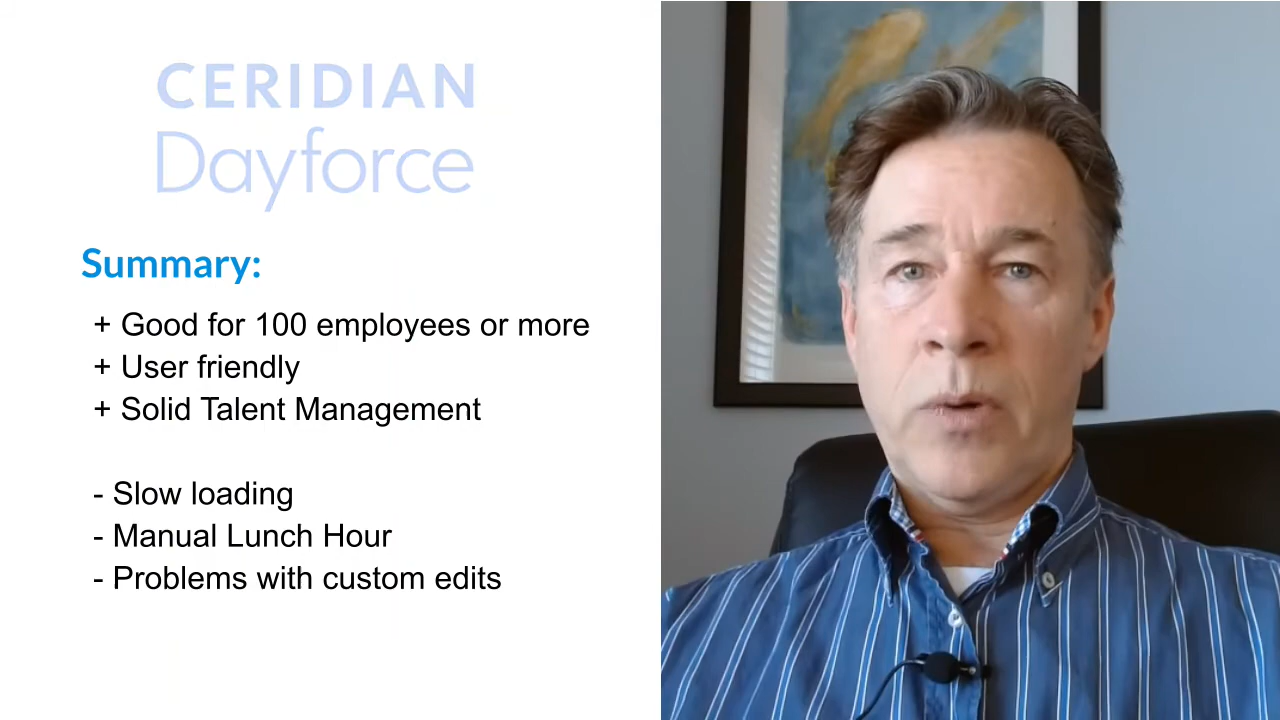 CERIDIAN
Dayforce
Summary:
+ Good for 100 employees or more
+ User friendly
+ Solid Talent Management
- Slow loading
- Manual Lunch Hour
- Problems with custom edits